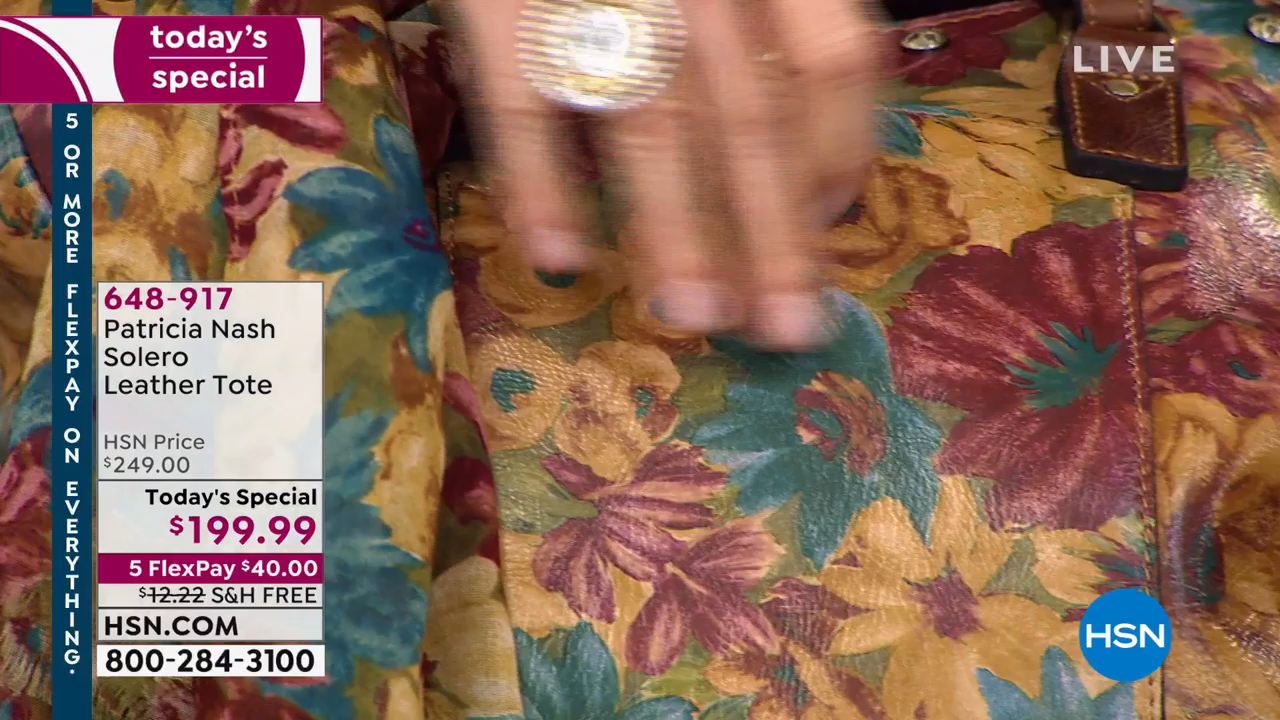 today's
special
LIVE
5 OR MORE FLEXPAY ON EVERYTHING.
648-917
Patricia Nash
Solero
Leather Tote
HSN Price
$249.00
Today's Special
$199.99
5 FlexPay $40.00
$12.22 S&H FREE
HSN.COM
800-284-3100
HSN